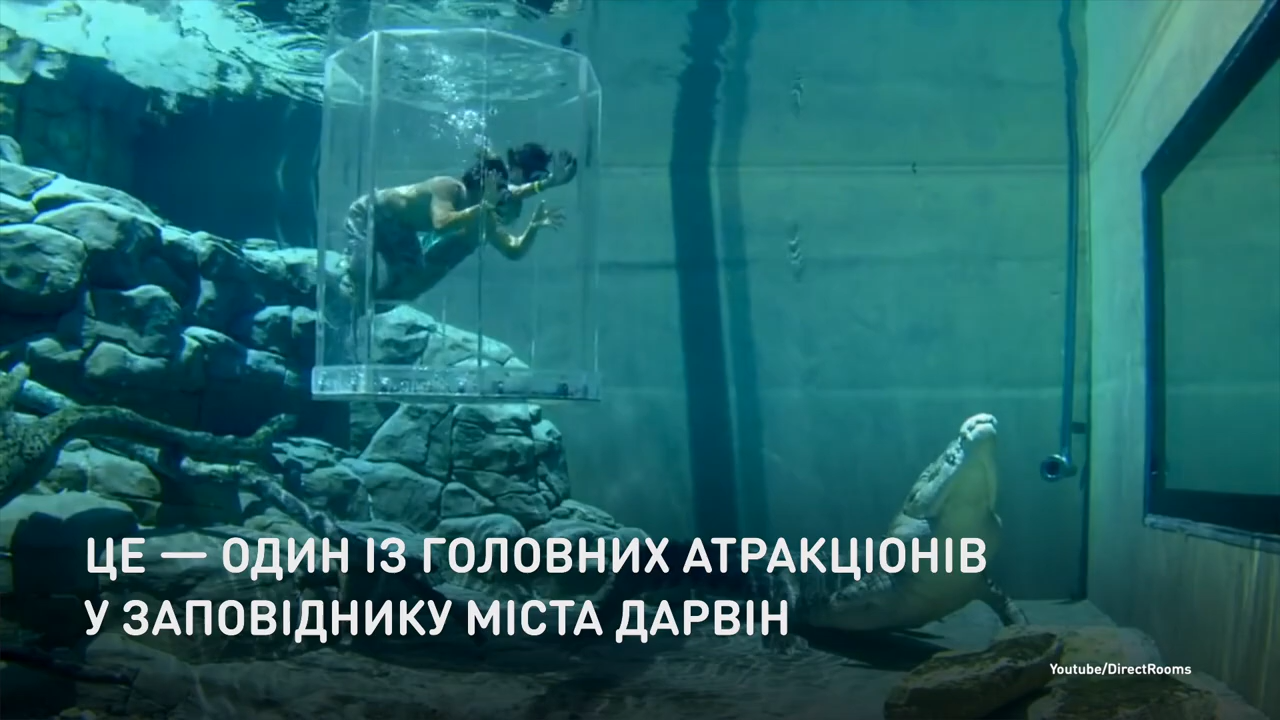 ЦЕ — ОДИН ІЗ ГОЛОВНИХ АТРАКЦІОНІВ
У ЗАПОВІДНИКУ МІСТА ДАРВІН
Youtube/DirectRooms